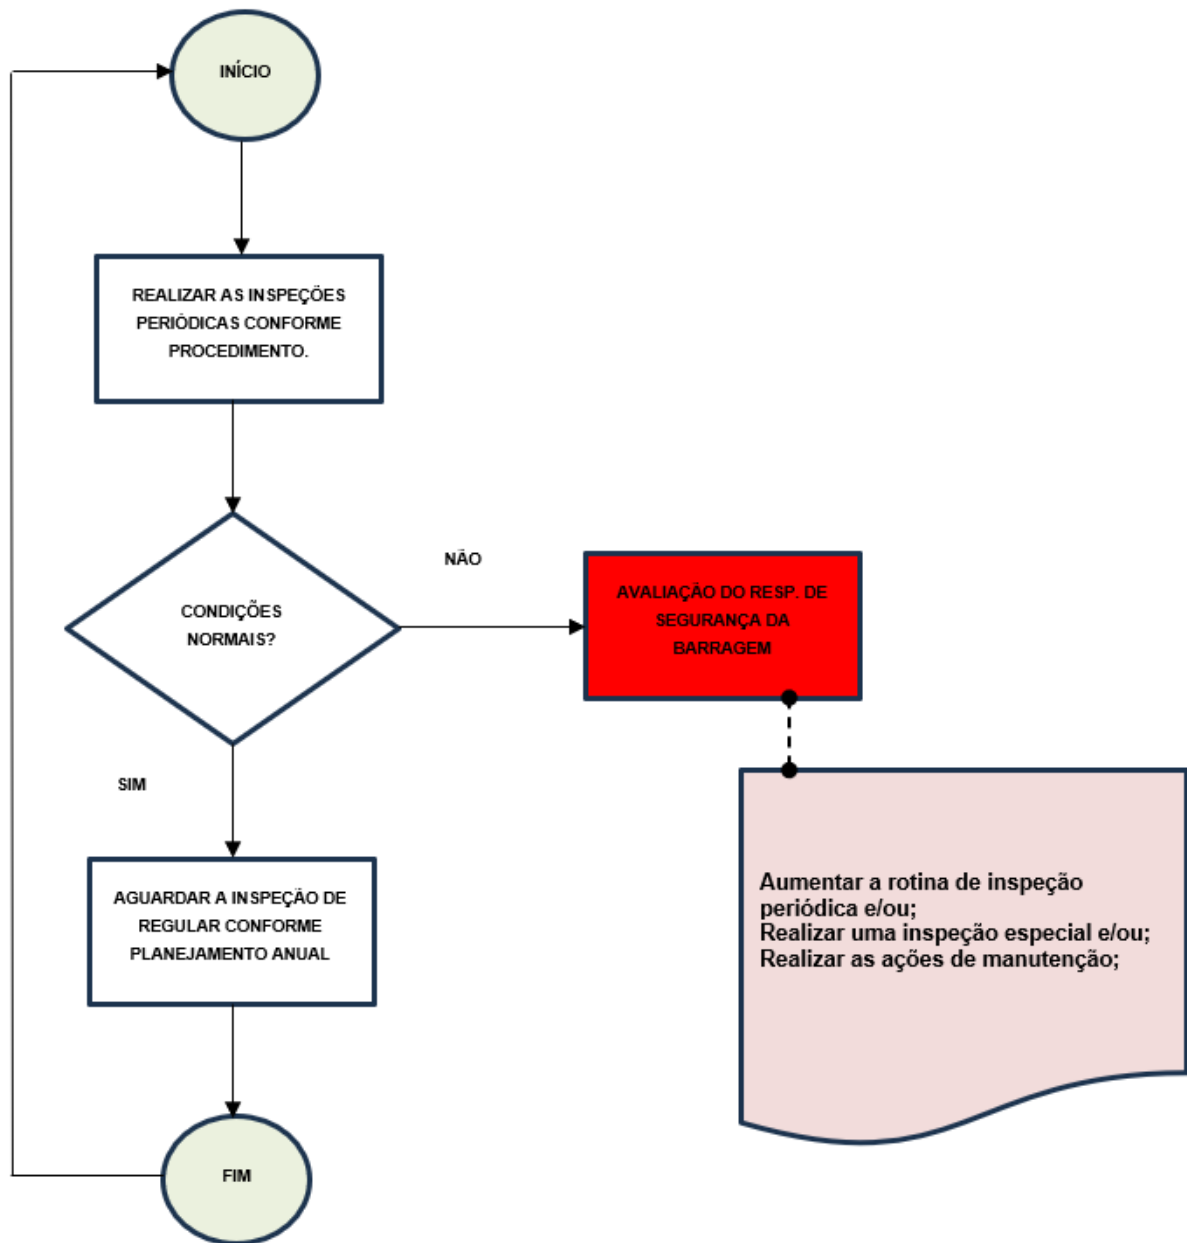 INÍCIO
REALIZAR AS INSPEÇÕES
PERIÓDICAS CONFORME
PROCEDIMENTO.
CONDIÇÕES
NORMAIS?
NÃO
AVALIAÇÃO DO RESP. DE
SEGURANÇA DA
BARRAGEM
SIM
Aumentar a rotina de inspeção
periódica e/ou;
Realizar uma inspeção especial e/ou;
Realizar as ações de manutenção;
AGUARDAR A INSPEÇÃO DE
REGULAR CONFORME
PLANEJAMENTO ANUAL
FIM